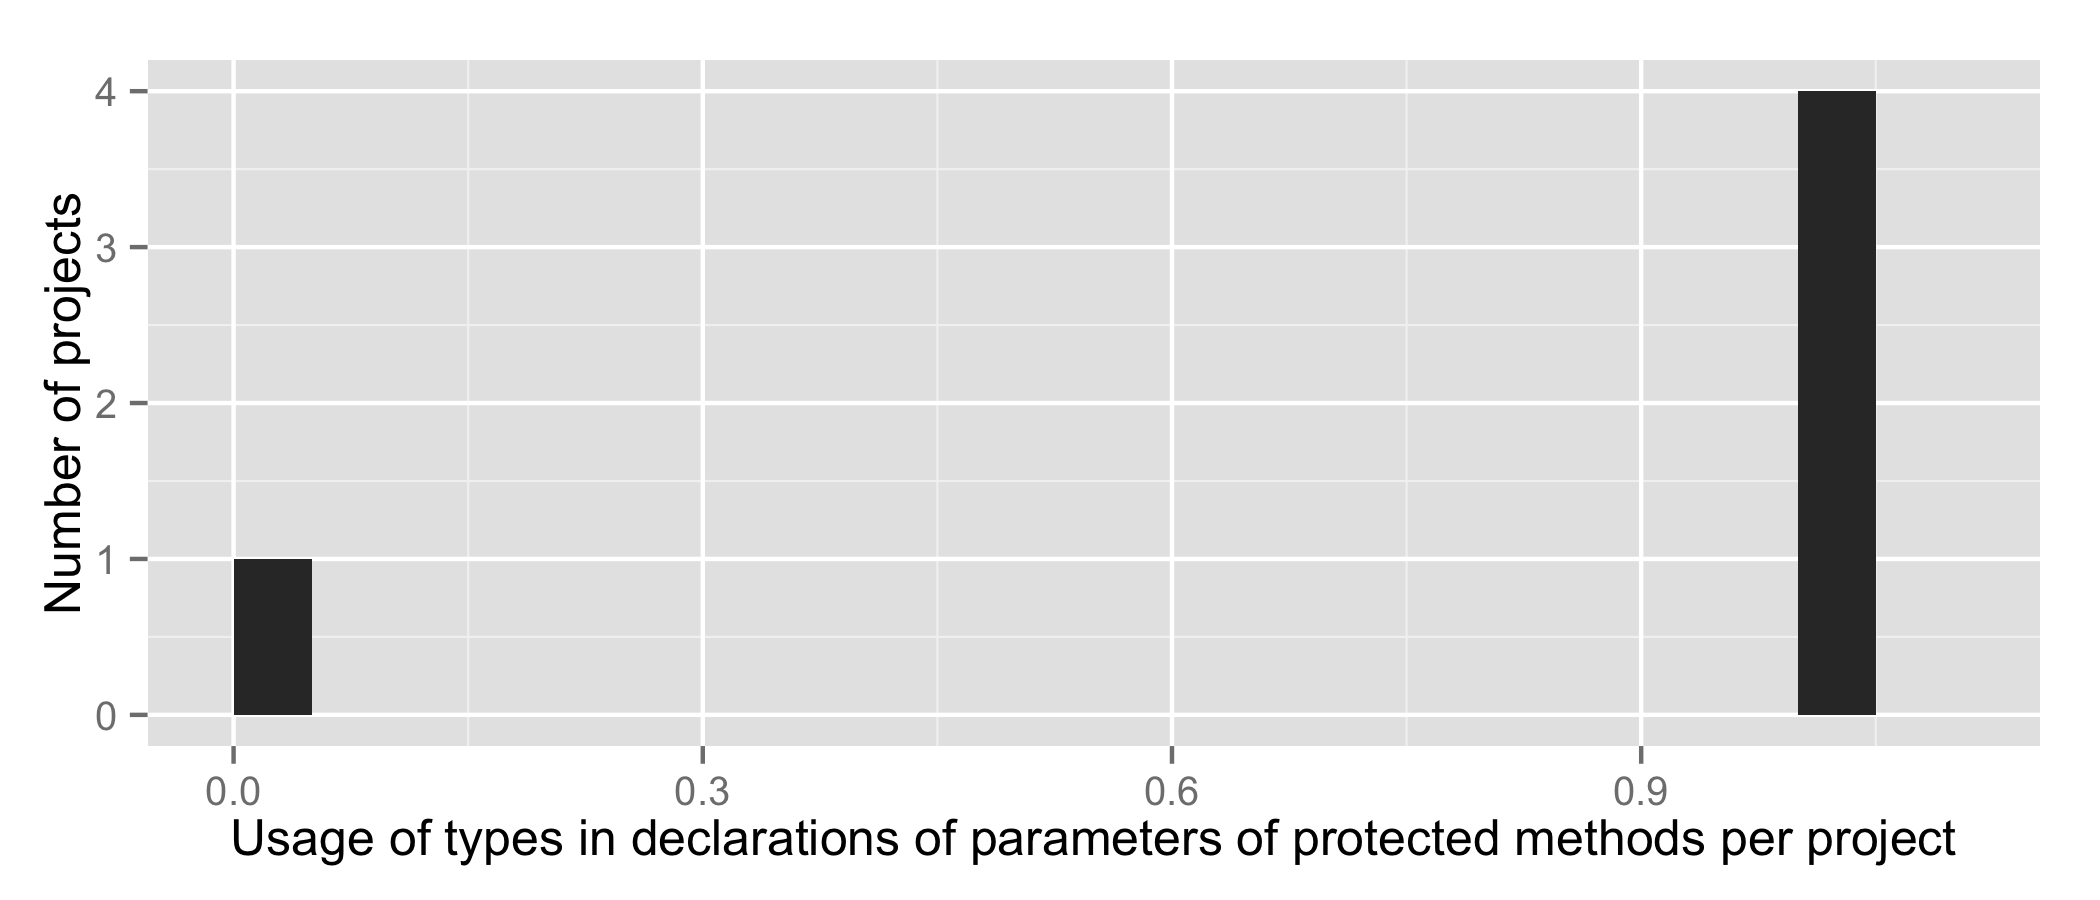 Number of projects
4
3
2
1
0
0.0 0.3 0.6 0.9
Usage of types in declarations of parameters of protected methods per project